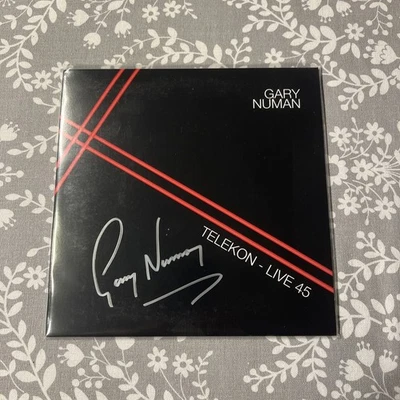 GARY
NUMAN
TELEKON - LIVE 45
Gary Numan